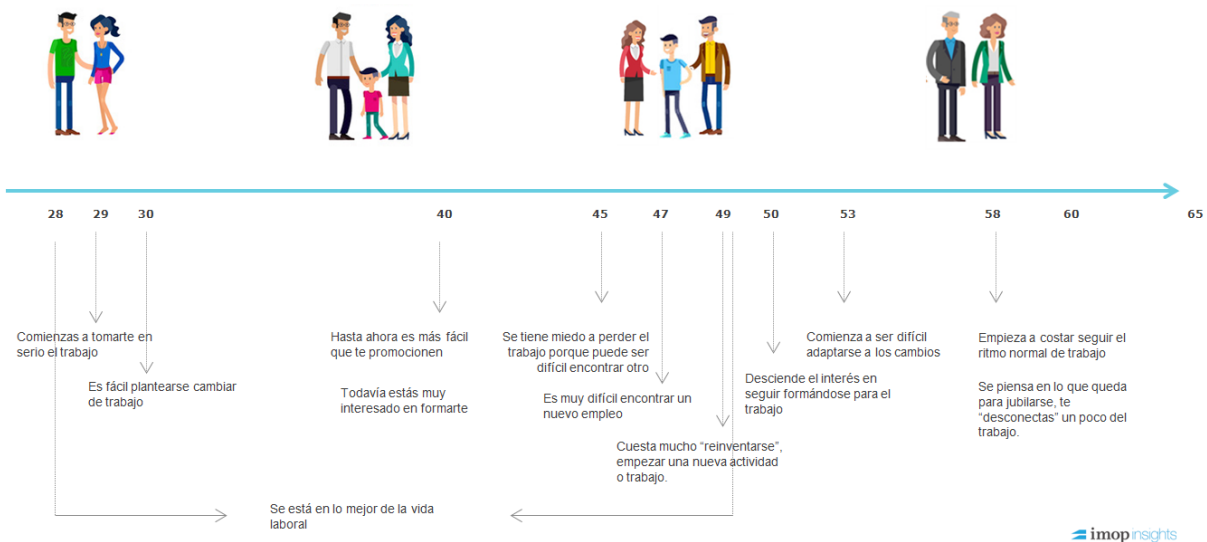 28 29 30 40 45 47 49 50 53 58 60 65
Comienzas a tomarte en
serio el trabajo
Es fácil plantearse cambiar
de trabajo
Hasta ahora es más fácil
que te promocionen
Todavía estás muy
interesado en formarte
Se tiene miedo a perder el
trabajo porque puede ser
difícil encontrar otro
Es muy difícil encontrar un
nuevo empleo
Cuesta mucho “reinventarse”,
empezar una nueva actividad
o trabajo.
Desciende el interés en
seguir formándose para el
trabajo
Comienza a ser difícil
adaptarse a los cambios
Empieza a costar seguir el
ritmo normal de trabajo
Se piensa en lo que queda
para jubilarse, te
“desconectas” un poco del
trabajo.
Se está en lo mejor de la vida
laboral
imop insights